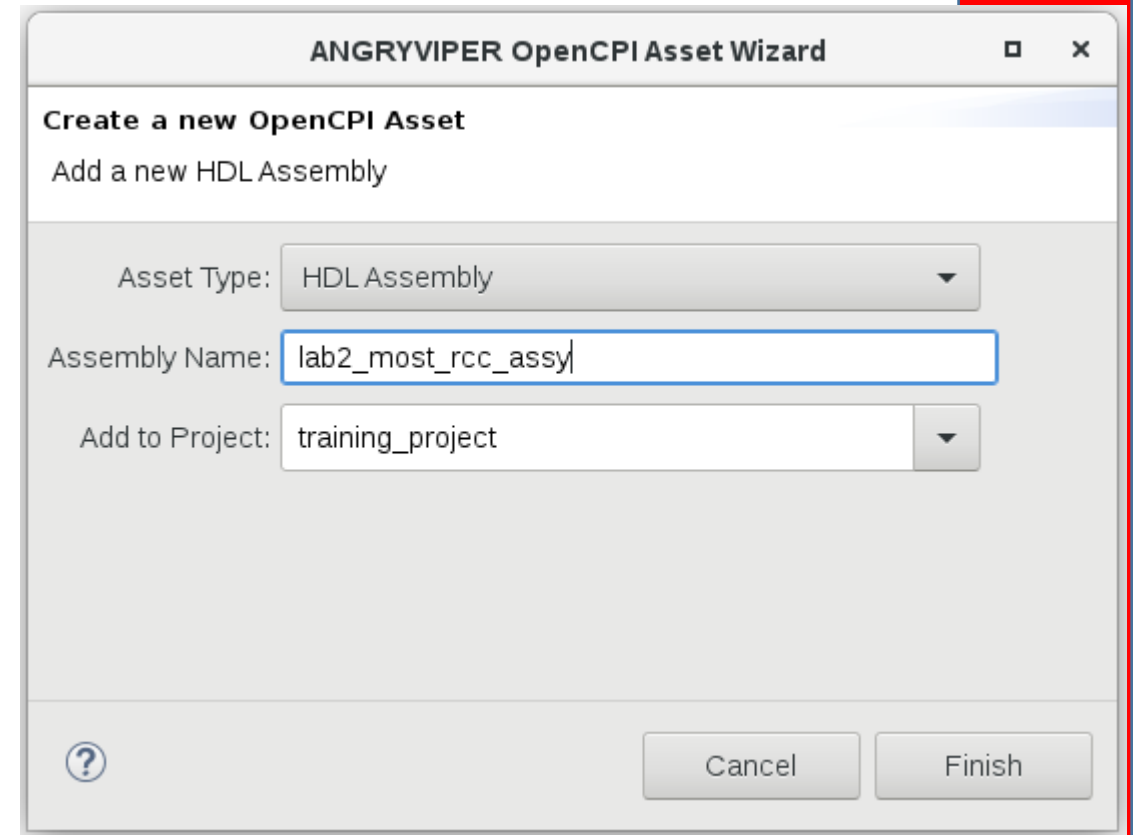 ANGRYVIPER OpenCPI Asset Wizard
Create a new OpenCPI Asset
Add a new HDL Assembly
Asset Type: HDL Assembly
Assembly Name: lab2_most_rcc_assy
Add to Project: training_project
? Cancel Finish